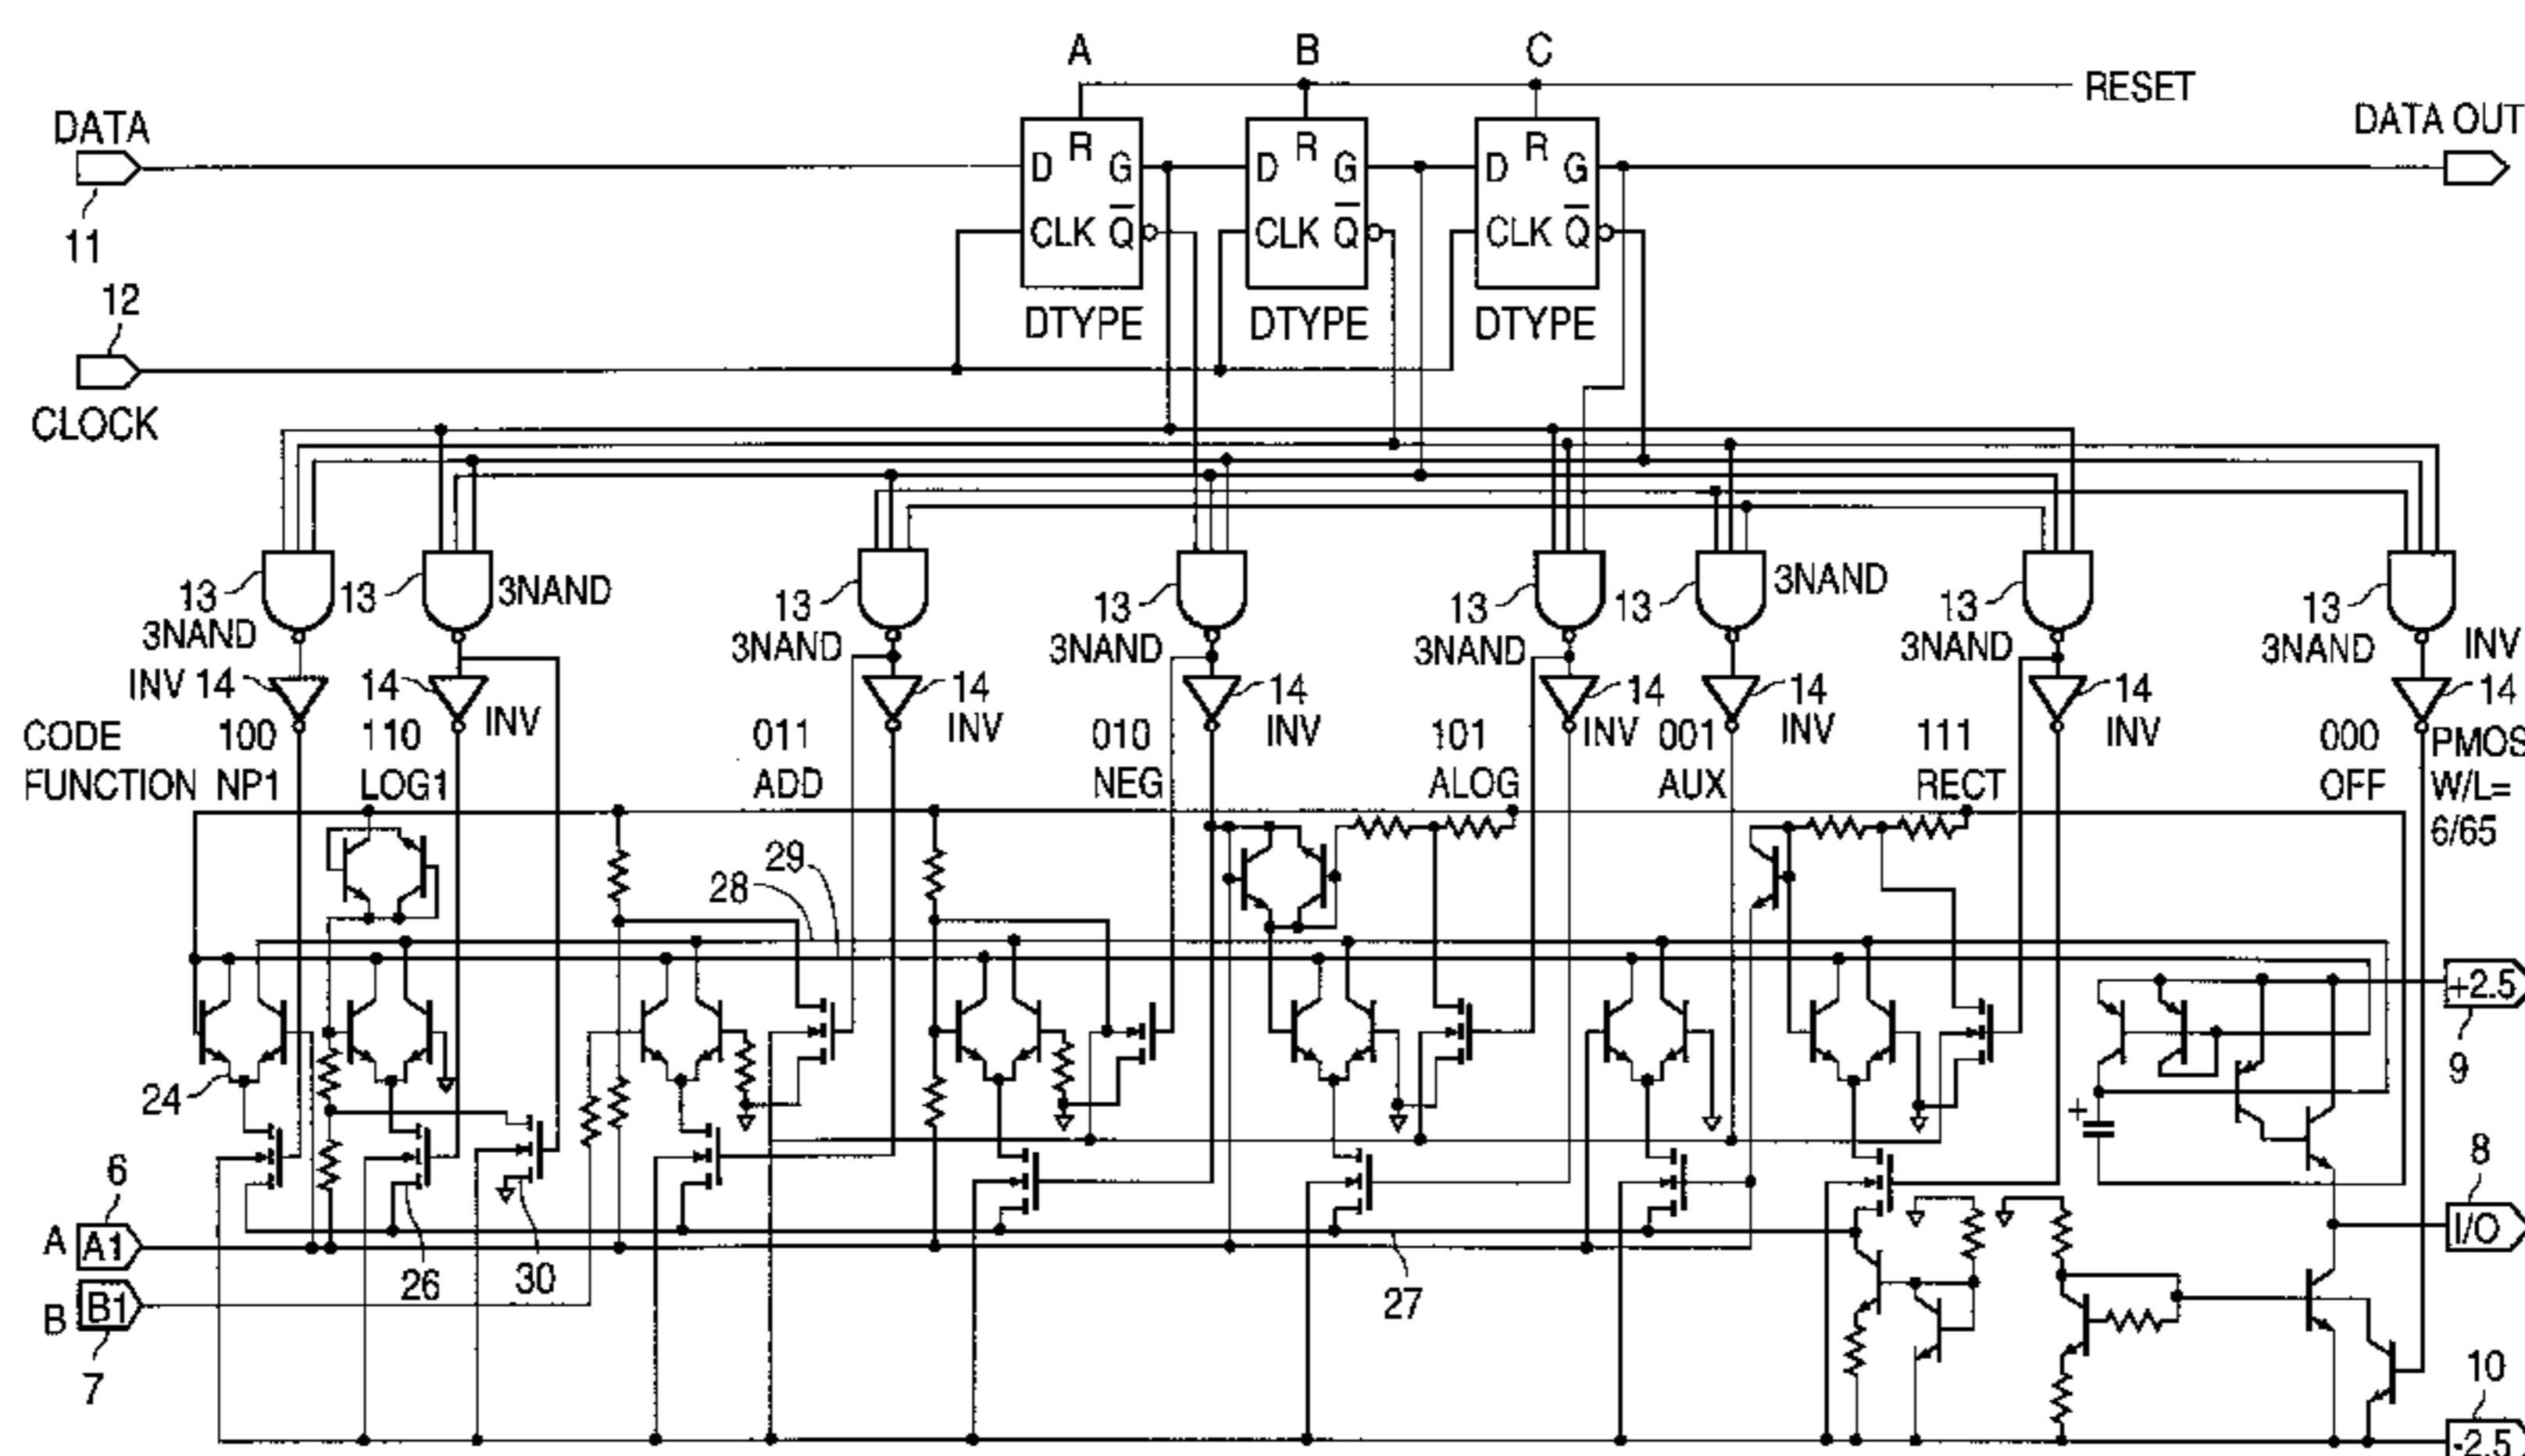 A B C
RESET
DATA
DATA OUT
D R G
D R G
D R G
CLK Q̅
CLK Q̅
CLK Q̅
11
DTYPE DTYPE DTYPE
12
CLOCK
13 3NAND
13 3NAND
13 3NAND
13 3NAND
13 3NAND
13 3NAND
13 3NAND
13 3NAND
INV 14
14 INV
14 INV
14 INV
14 INV
14 INV
14 INV
INV 14
CODE 100 110 011 010 101 001 111 000 PMOS
FUNCTION NP1 LOG1 ADD NEG ALOG AUX RECT OFF W/L=
6/65
28 29
+2.5
9
24
+
6
8
A A1
I/O
26 30 27
B B1
7
10
-2.5